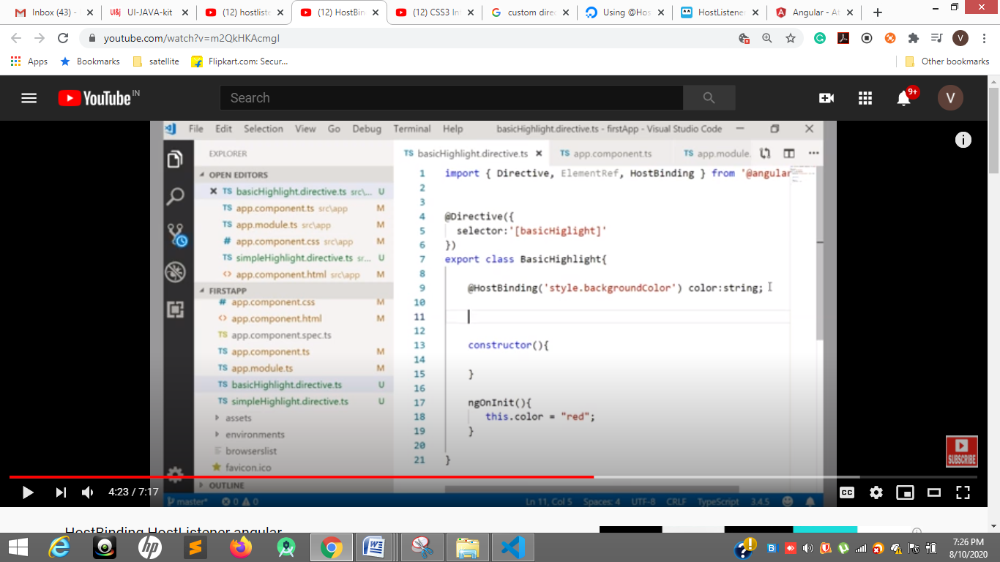 Inbox (43) -
UI-JAVA-kit
(12) hostliste
(12) HostBin
(12) CSS3 Int
custom direc
Using @Hos
HostListene
Angular - At
youtube.com/watch?v=m2QkHKAcmgI
V
Apps
Bookmarks
satellite
Flipkart.com: Secur...
Other bookmarks
YouTube IN
Search
9+
V
File Edit Selection View Go Debug Terminal Help
basicHighlight.directive.ts - firstApp - Visual Studio Code
EXPLORER
OPEN EDITORS
TS basicHighlight.directive.ts src\... U
TS app.component.ts src\app M
TS app.module.ts src\app M
# app.component.css src\app M
TS simpleHighlight.directive.ts sr... U
<> app.component.html src\app M
FIRSTAPP
# app.component.css M
<> app.component.html M
TS app.component.spec.ts
TS app.component.ts M
TS app.module.ts M
TS basicHighlight.directive.ts U
TS simpleHighlight.directive.ts U
assets
environments
browserslist
favicon.ico
OUTLINE
TS basicHighlight.directive.ts
TS app.component.ts
TS app.module.
1 import { Directive, ElementRef, HostBinding } from '@angular
2
3
4 @Directive({
5 selector:'[basicHiglight]'
6 })
7 export class BasicHighlight{
8
9 @HostBinding('style.backgroundColor') color:string;
10
11
12
13 constructor(){
14
15 }
16
17 ngOnInit(){
18 this.color = "red";
19 }
20
21 }
SUBSCRIBE
master* 0 0
Ln 11, Col 5 Spaces: 4 UTF-8 CRLF TypeScript 3.4.5
4:23 / 7:17
CC
HostBinding HostListener angular
7:26 PM
8/10/2020